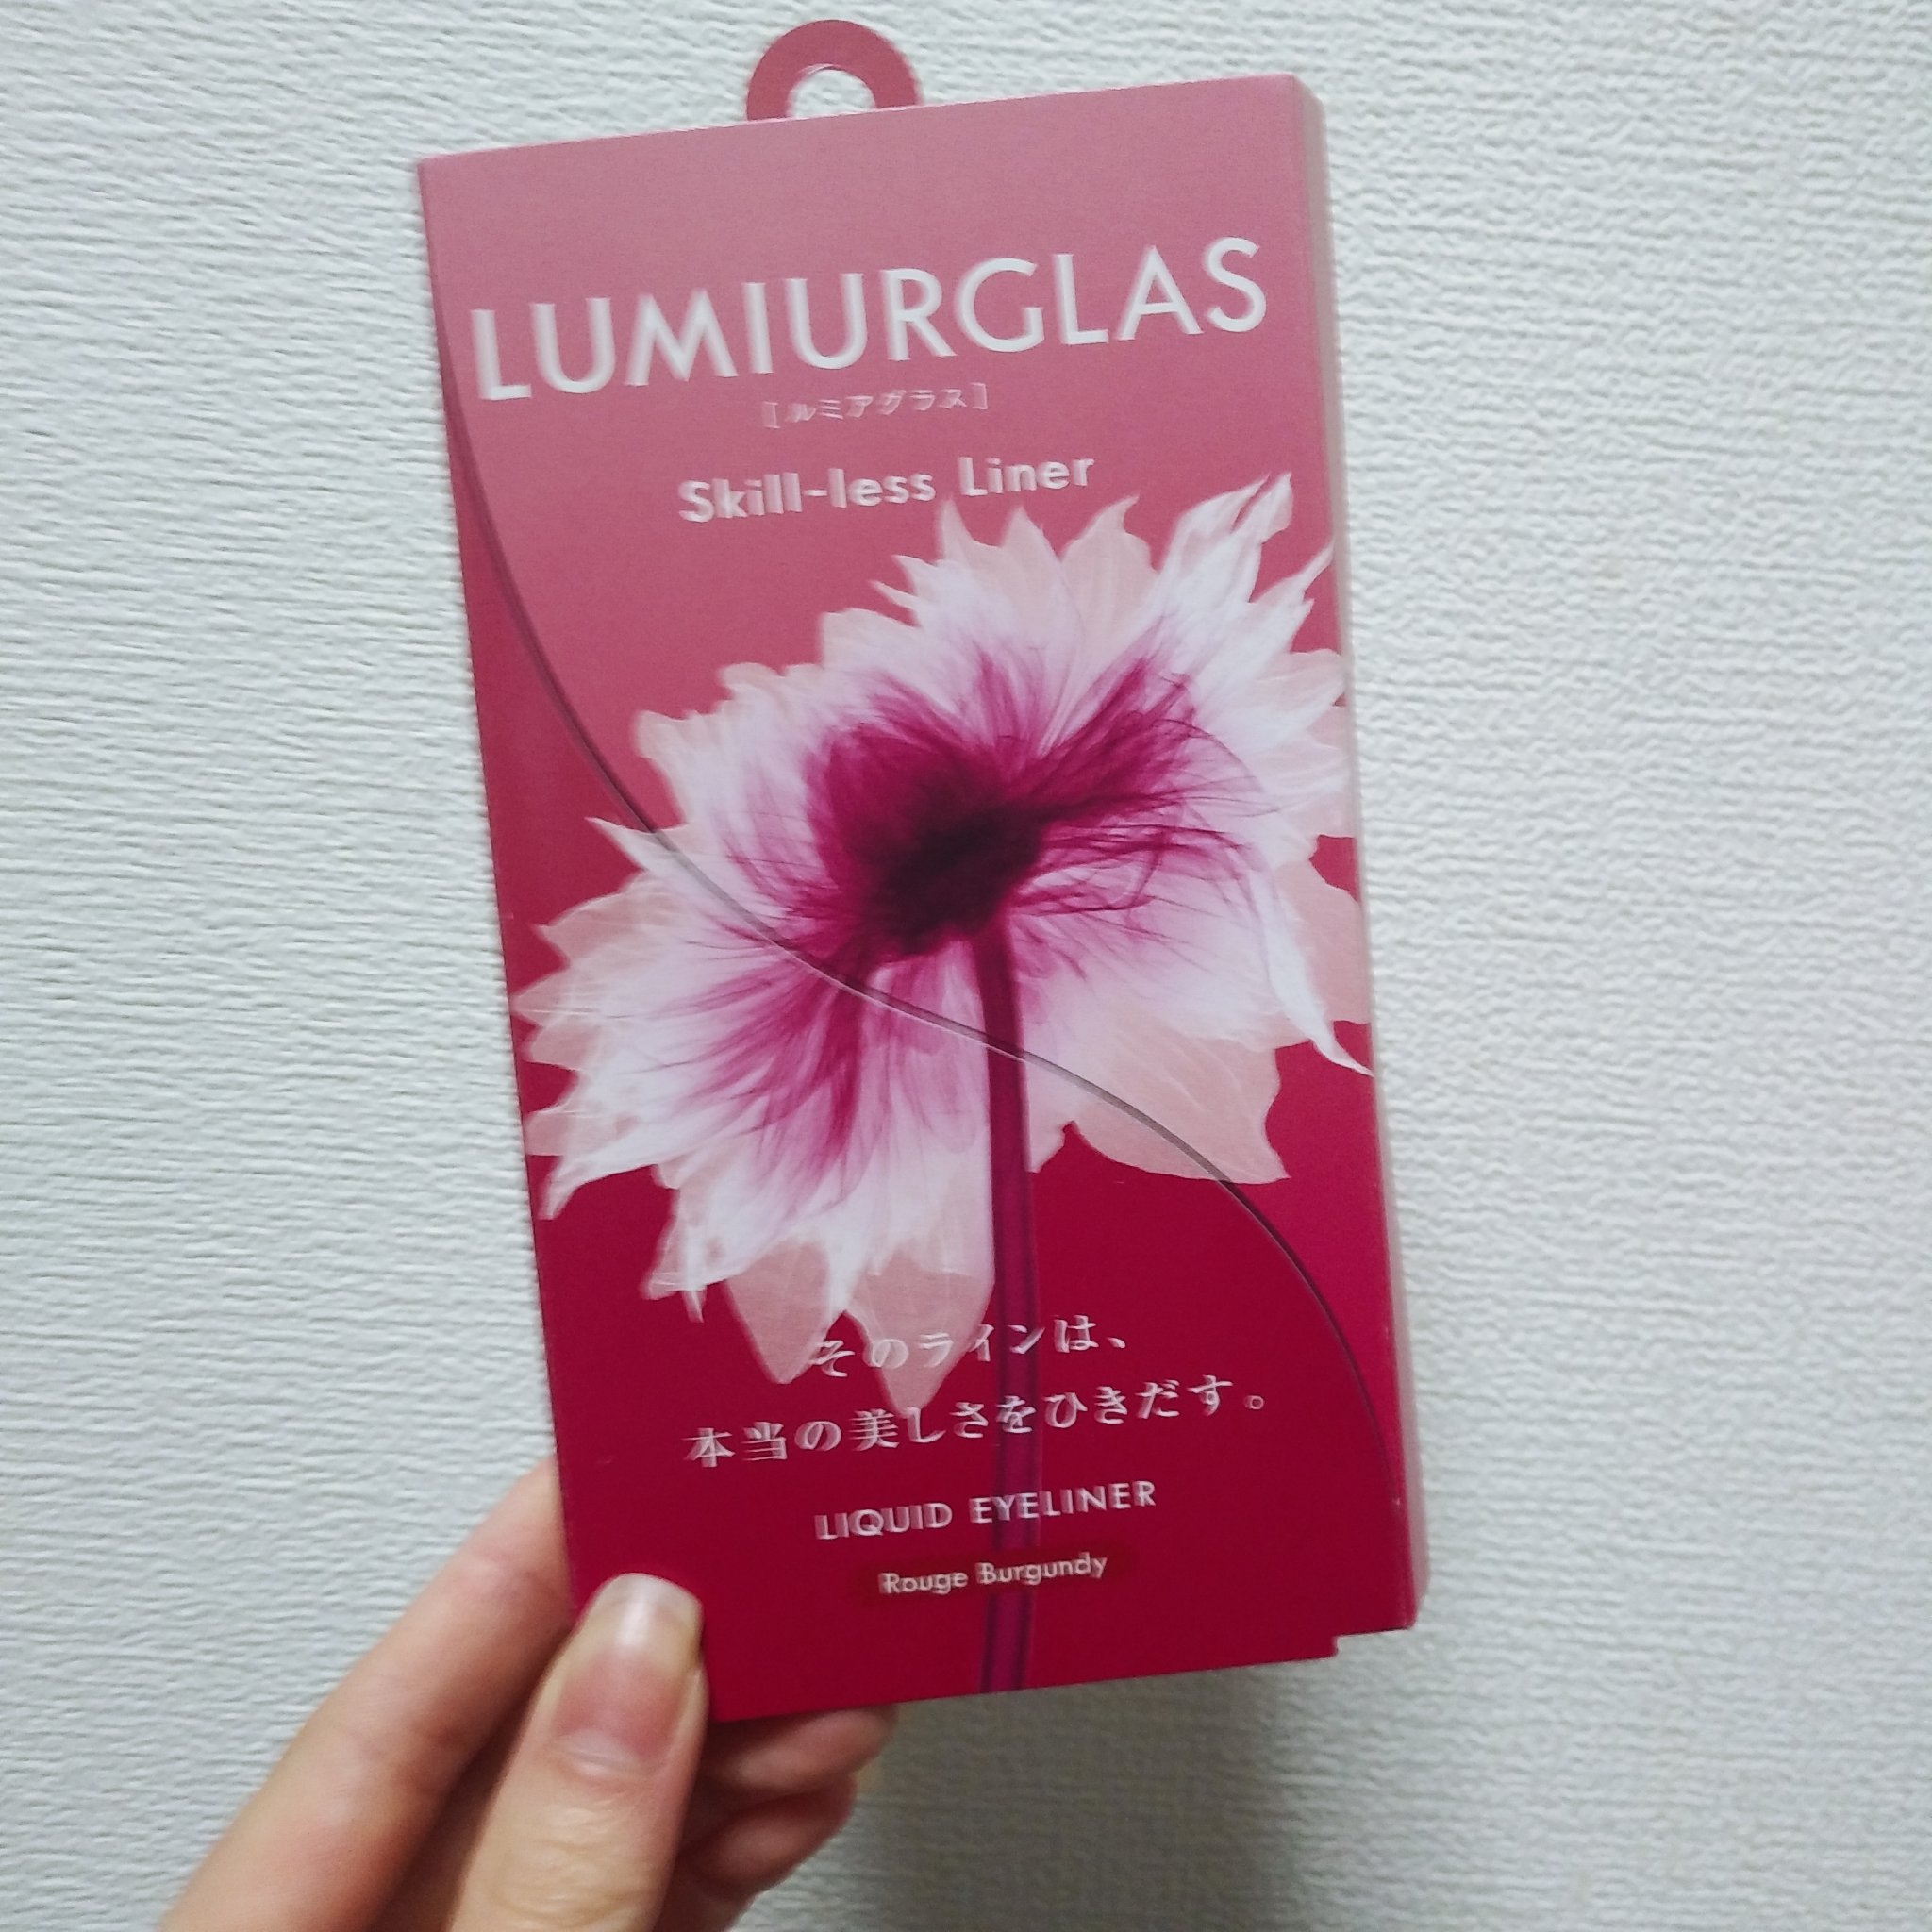 LUMIURGLAS
[ルミアグラス]
Skill-less Liner
そのラインは、
本当の美しさをひきだす。
LIQUID EYELINER
Rouge Burgundy